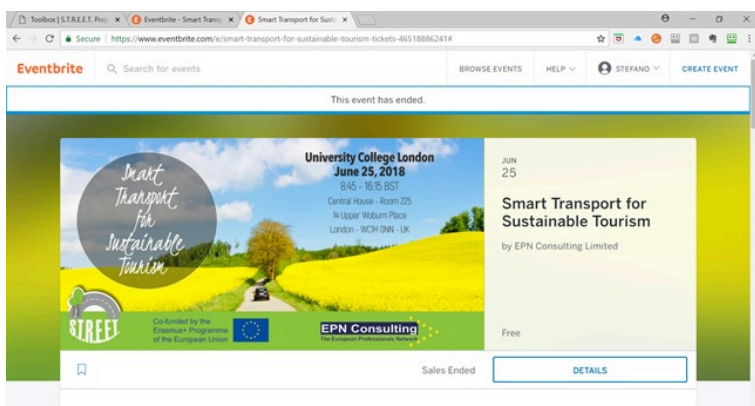 Toolbox | S.T.R.E.E.T. Proj
Eventbrite - Smart Transp
Smart Transport for Susta
Secure | https://www.eventbrite.com/e/smart-transport-for-sustainable-tourism-tickets-46518886241#
Eventbrite
Search for events
BROWSE EVENTS
HELP
STEFANO
CREATE EVENT
This event has ended.
Smart
Transport
for
Sustainable
Tourism
University College London
June 25, 2018
8:45 - 16:15 BST
Central House - Room 225
14 Upper Woburn Place
London - WC1H 0NN - UK
STREET
Co-funded by the
Erasmus+ Programme
of the European Union
EPN Consulting
The European Professionals Network
JUN
25
Smart Transport for
Sustainable Tourism
by EPN Consulting Limited
Free
Sales Ended
DETAILS